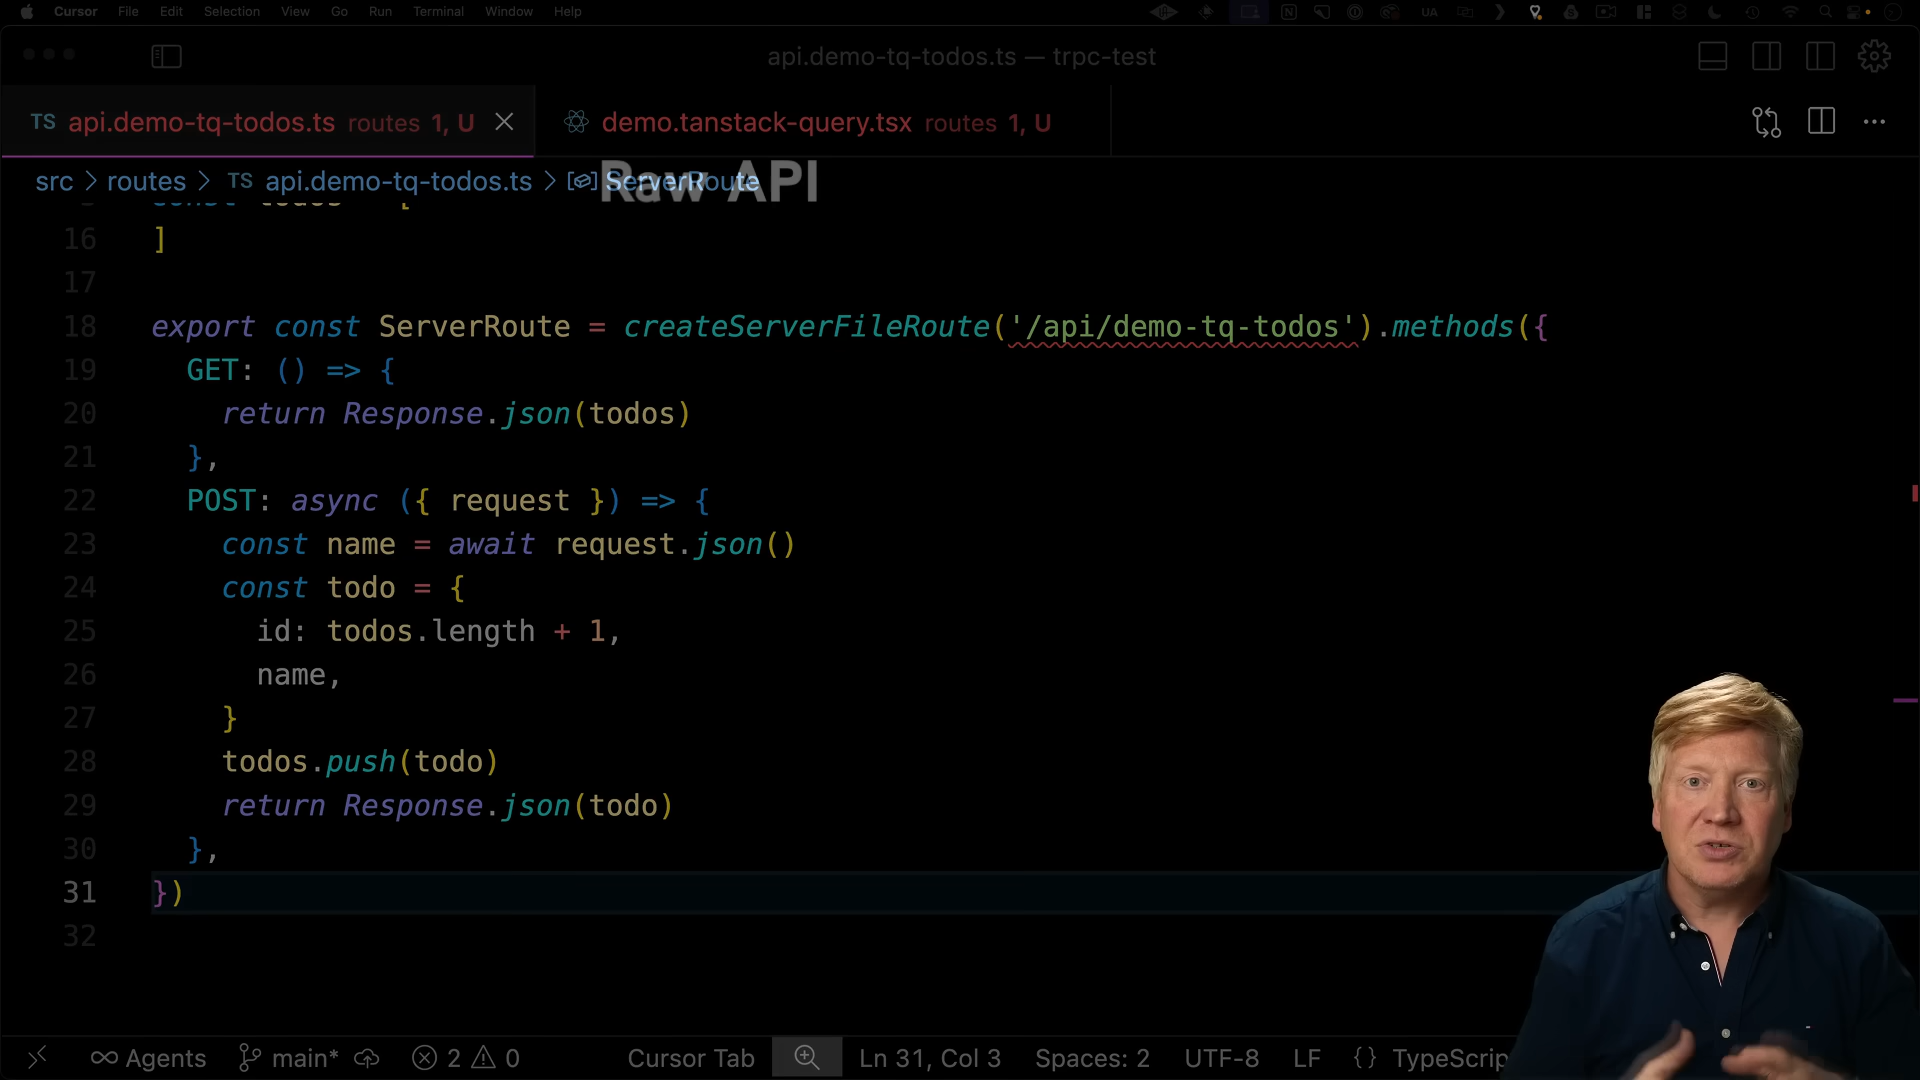 Cursor File Edit Selection View Go Run Terminal Window Help
UA
api.demo-tq-todos.ts — trpc-test
TS api.demo-tq-todos.ts routes 1, U
demo.tanstack-query.tsx routes 1, U
src > routes > TS api.demo-tq-todos.ts > ServerRoute
Raw API
const todos = [
16 ]
17
18 export const ServerRoute = createServerFileRoute('/api/demo-tq-todos').methods({
19 GET: () => {
20 return Response.json(todos)
21 },
22 POST: async ({ request }) => {
23 const name = await request.json()
24 const todo = {
25 id: todos.length + 1,
26 name,
27 }
28 todos.push(todo)
29 return Response.json(todo)
30 },
31 })
32
Agents main* 2 0 Cursor Tab Ln 31, Col 3 Spaces: 2 UTF-8 LF {} TypeScrip